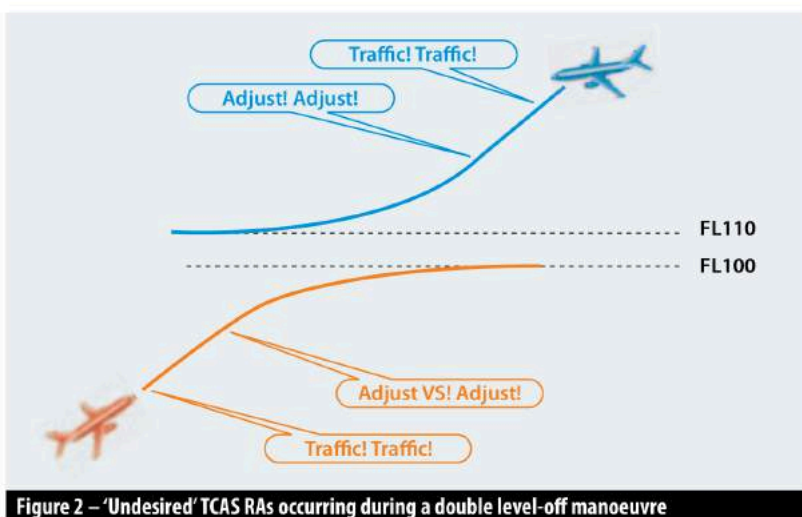 Traffic! Traffic!
Adjust! Adjust!
FL110
FL100
Adjust VS! Adjust!
Traffic! Traffic!
Figure 2 – ‘Undesired’ TCAS RAs occurring during a double level-off manoeuvre